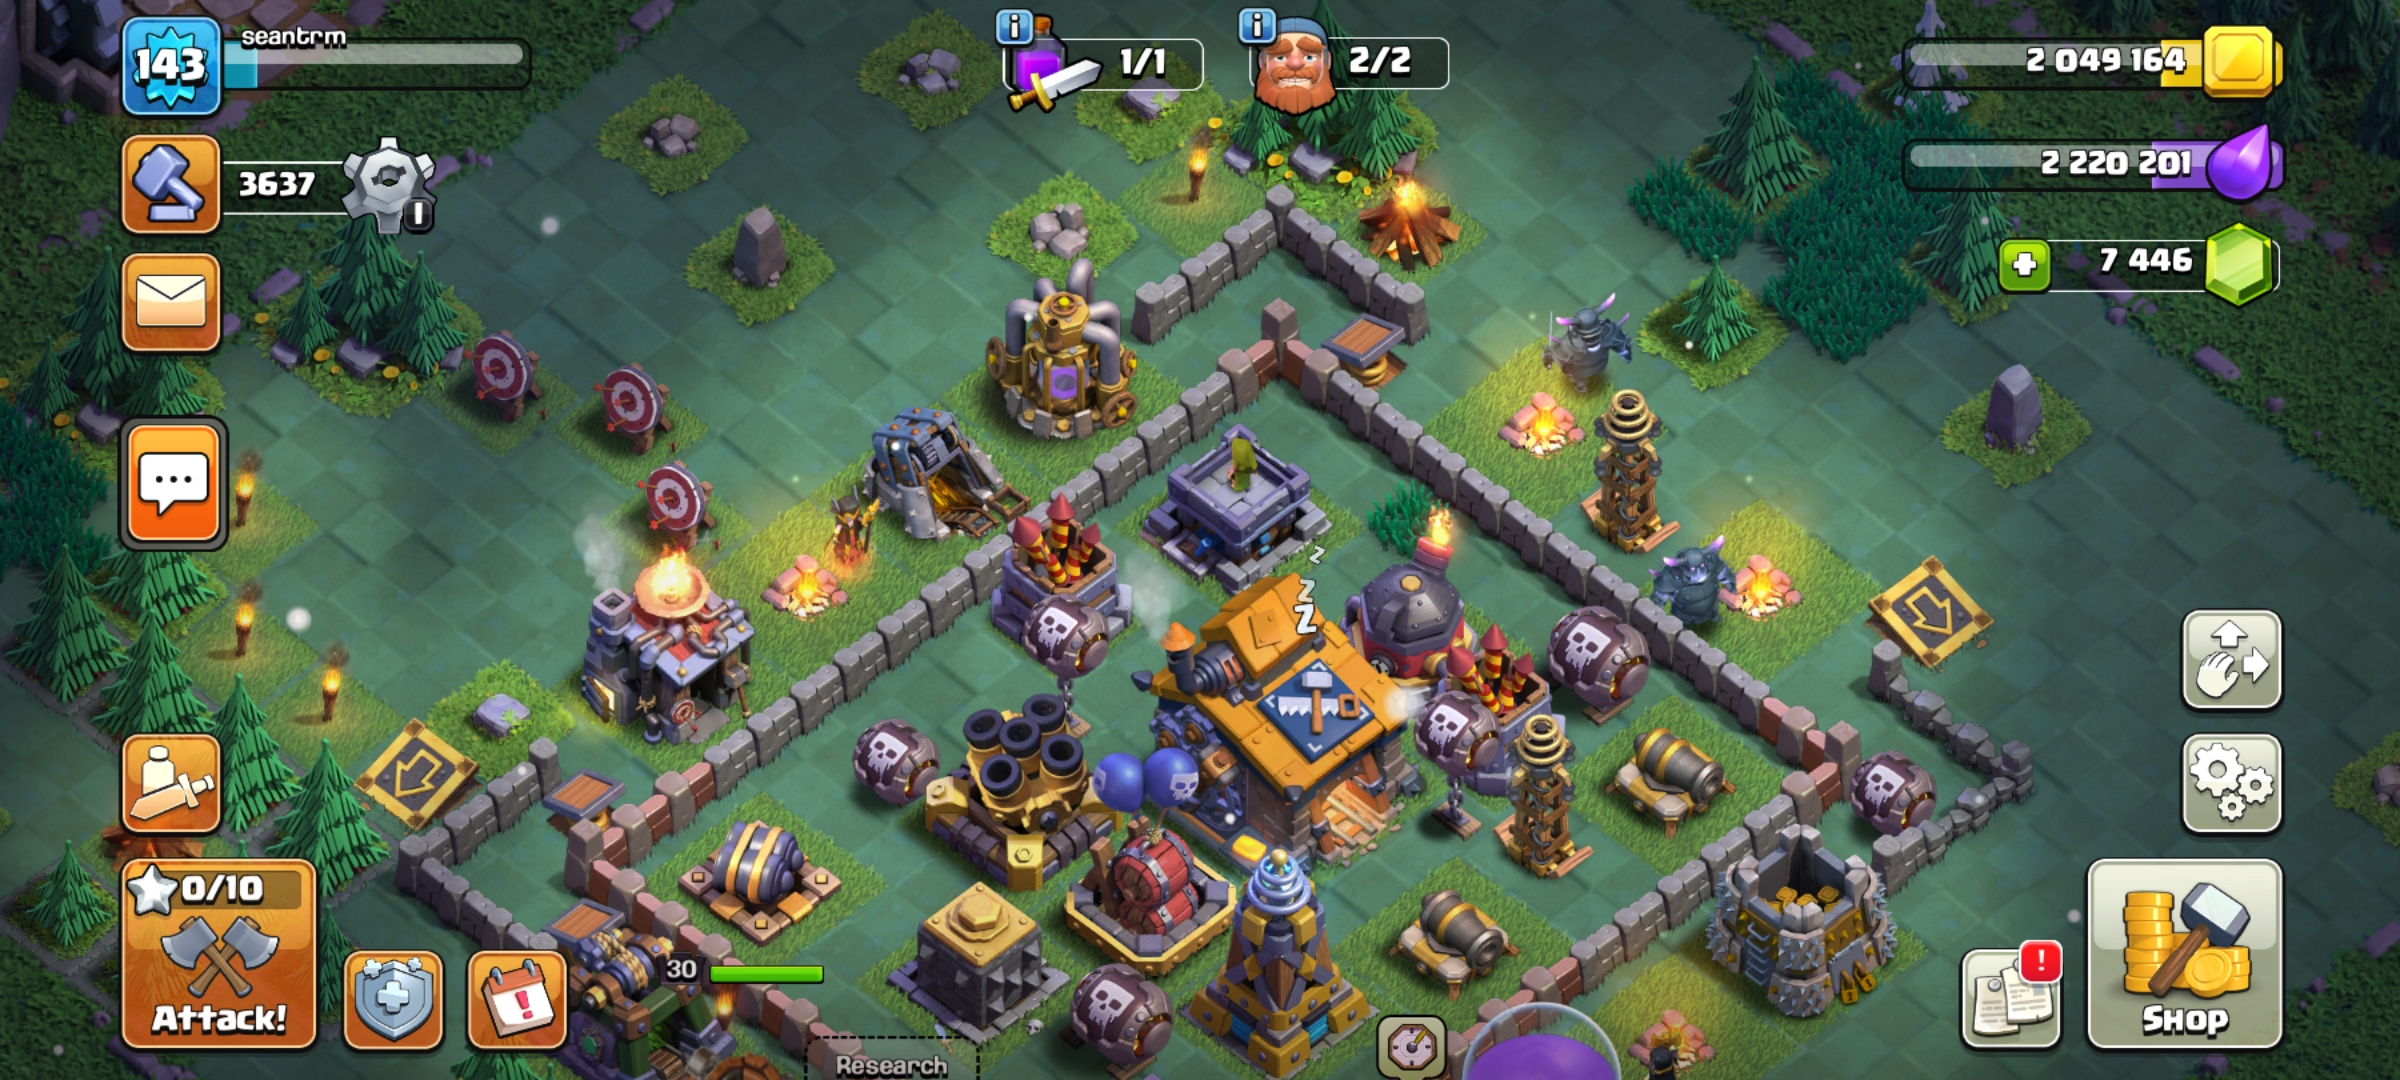 143
seantrm
1/1
2/2
2 049 164
3637
2 220 201
7 446
z
z
Z
0/10
Attack!
30
Research
!
Shop